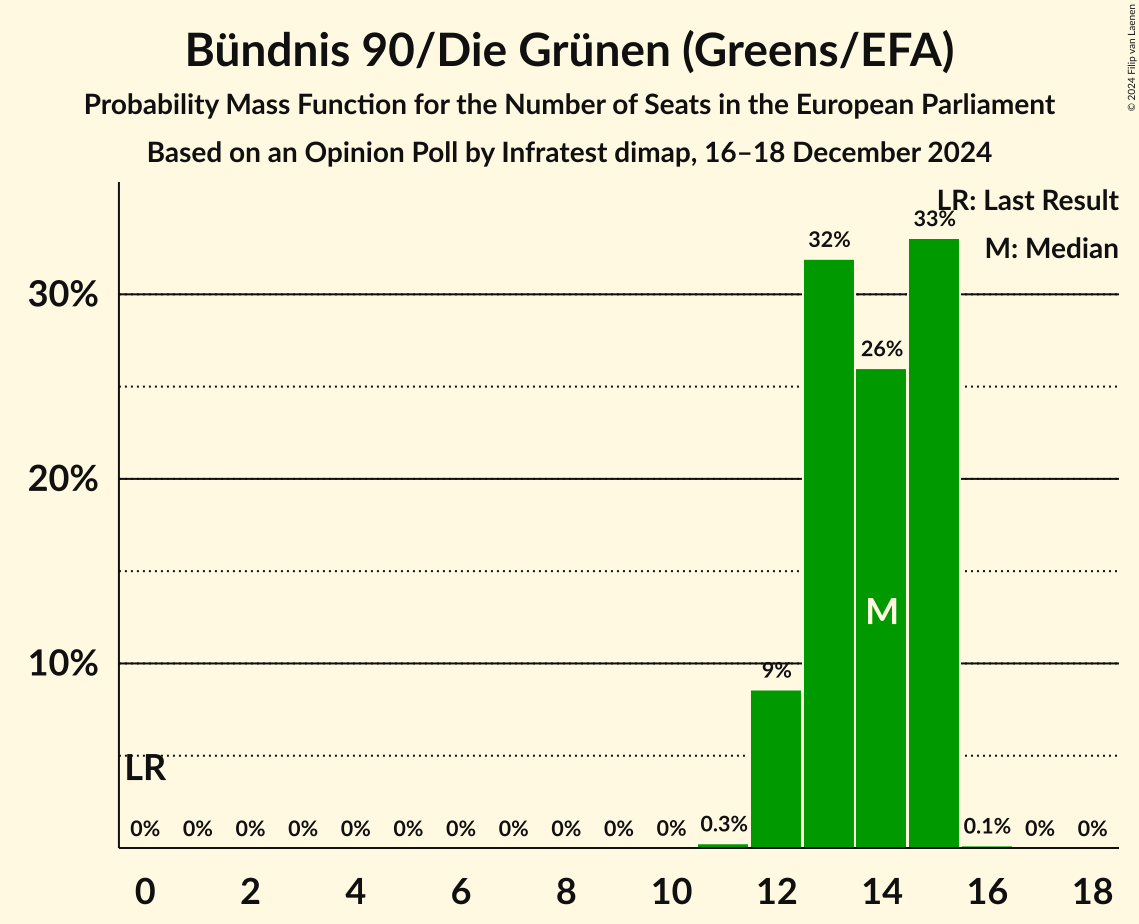 Bündnis 90/Die Grünen (Greens/EFA)
Probability Mass Function for the Number of Seats in the European Parliament
Based on an Opinion Poll by Infratest dimap, 16–18 December 2024
© 2024 Filip van Laenen
LR: Last Result
M: Median
30%
20%
10%
33%
32%
26%
M
9%
LR
0% 0% 0% 0% 0% 0% 0% 0% 0% 0% 0% 0.3% 0.1% 0% 0%
0 2 4 6 8 10 12 14 16 18